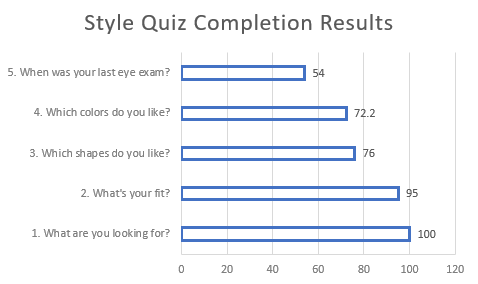 Style Quiz Completion Results
5. When was your last eye exam? 54
4. Which colors do you like? 72.2
3. Which shapes do you like? 76
2. What's your fit? 95
1. What are you looking for? 100
0 20 40 60 80 100 120